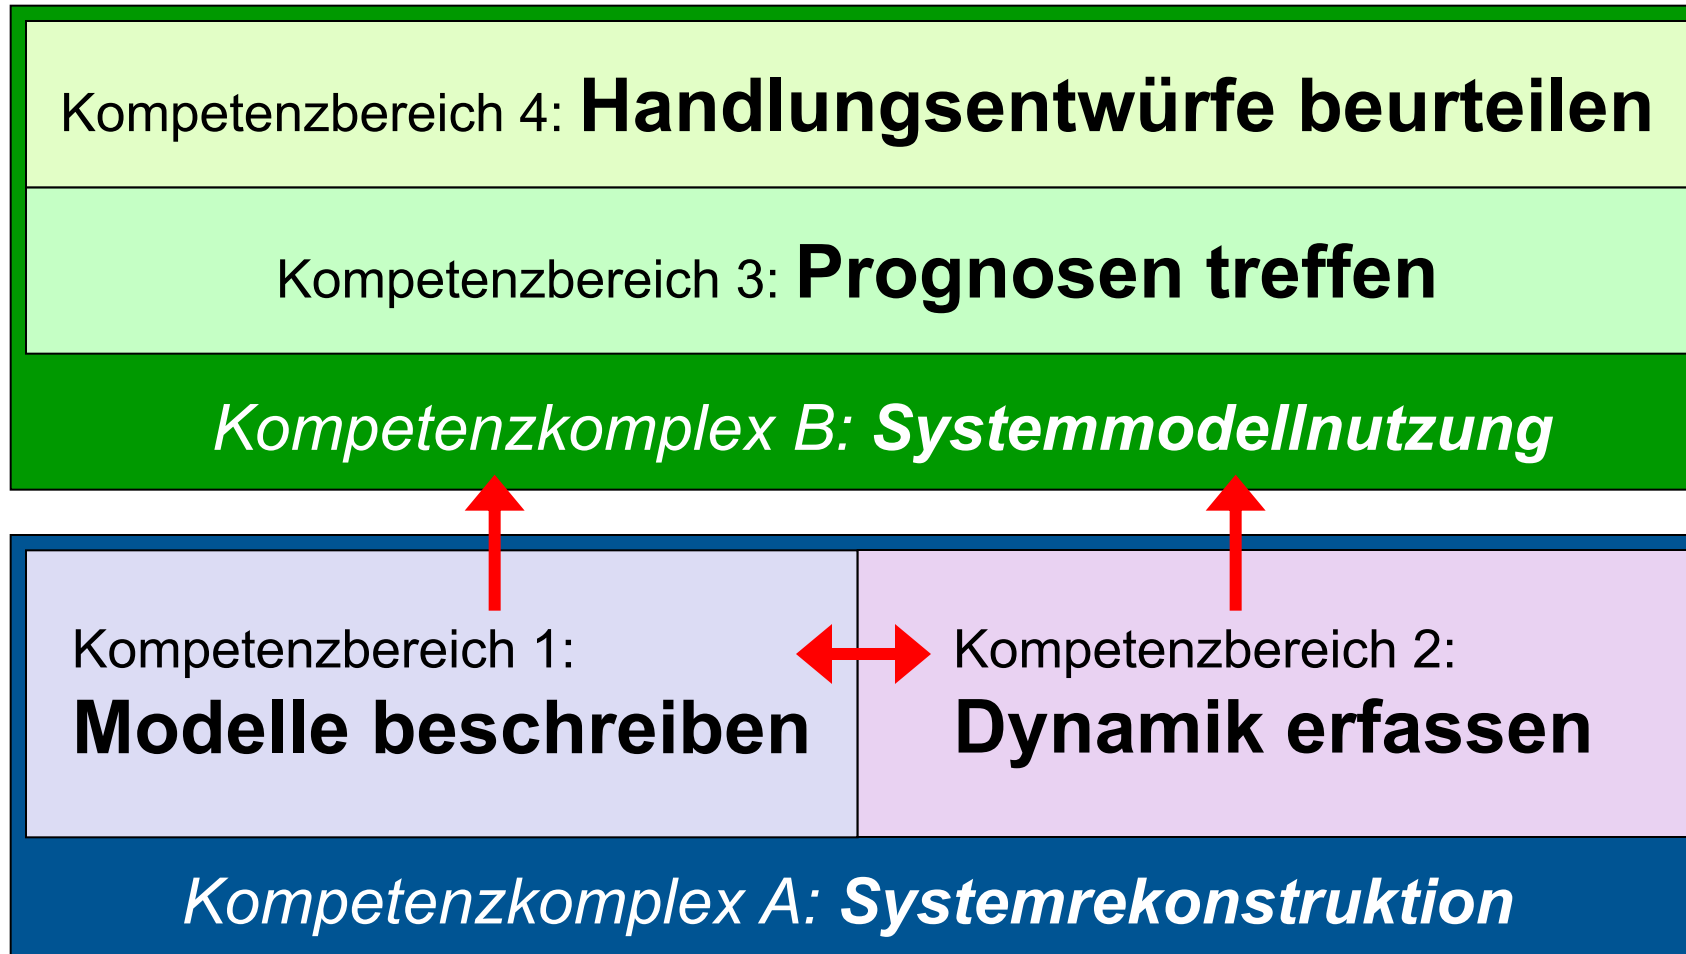 Kompetenzbereich 4: Handlungsentwürfe beurteilen
Kompetenzbereich 3: Prognosen treffen
Kompetenzkomplex B: Systemmodellnutzung
Kompetenzbereich 1:
Modelle beschreiben
Kompetenzbereich 2:
Dynamik erfassen
Kompetenzkomplex A: Systemrekonstruktion